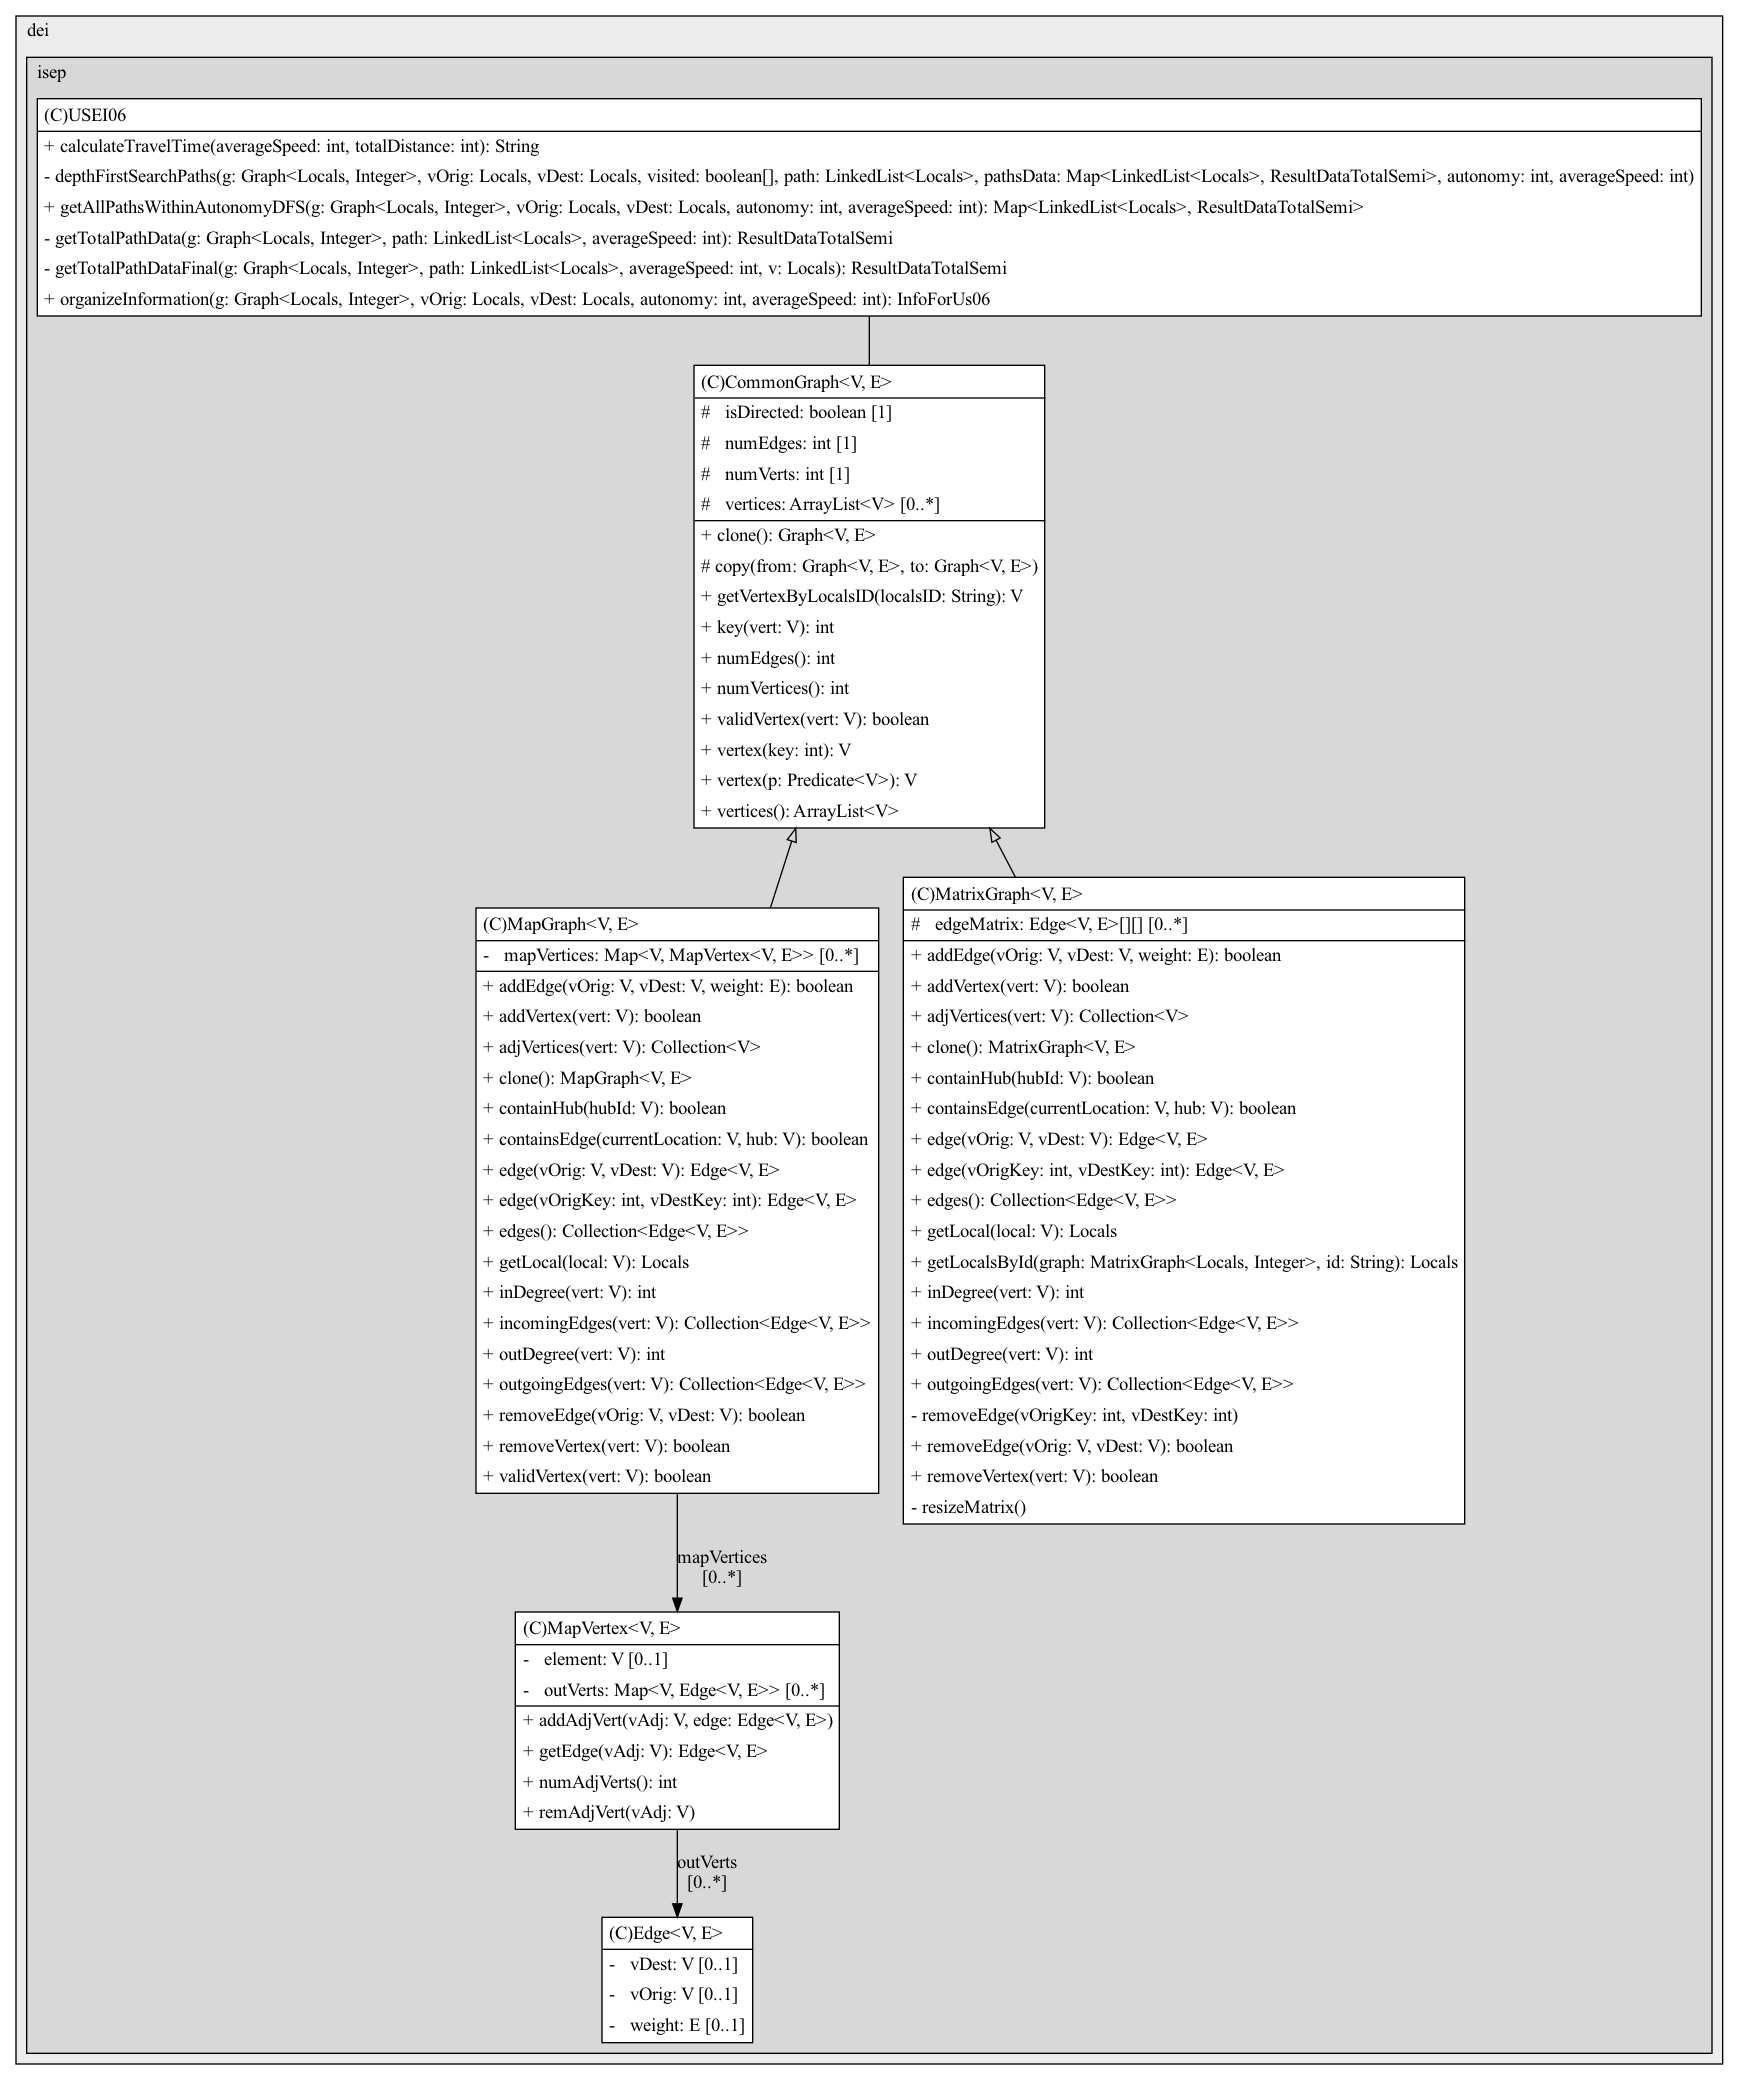 dei
isep
(C)USEI06
+ calculateTravelTime(averageSpeed: int, totalDistance: int): String
- depthFirstSearchPaths(g: Graph<Locals, Integer>, vOrig: Locals, vDest: Locals, visited: boolean[], path: LinkedList<Locals>, pathsData: Map<LinkedList<Locals>, ResultDataTotalSemi>, autonomy: int, averageSpeed: int)
+ getAllPathsWithinAutonomyDFS(g: Graph<Locals, Integer>, vOrig: Locals, vDest: Locals, autonomy: int, averageSpeed: int): Map<LinkedList<Locals>, ResultDataTotalSemi>
- getTotalPathData(g: Graph<Locals, Integer>, path: LinkedList<Locals>, averageSpeed: int): ResultDataTotalSemi
- getTotalPathDataFinal(g: Graph<Locals, Integer>, path: LinkedList<Locals>, averageSpeed: int, v: Locals): ResultDataTotalSemi
+ organizeInformation(g: Graph<Locals, Integer>, vOrig: Locals, vDest: Locals, autonomy: int, averageSpeed: int): InfoForUs06
(C)CommonGraph<V, E>
# isDirected: boolean [1]
# numEdges: int [1]
# numVerts: int [1]
# vertices: ArrayList<V> [0..*]
+ clone(): Graph<V, E>
# copy(from: Graph<V, E>, to: Graph<V, E>)
+ getVertexByLocalsID(localsID: String): V
+ key(vert: V): int
+ numEdges(): int
+ numVertices(): int
+ validVertex(vert: V): boolean
+ vertex(key: int): V
+ vertex(p: Predicate<V>): V
+ vertices(): ArrayList<V>
(C)MapGraph<V, E>
- mapVertices: Map<V, MapVertex<V, E>> [0..*]
+ addEdge(vOrig: V, vDest: V, weight: E): boolean
+ addVertex(vert: V): boolean
+ adjVertices(vert: V): Collection<V>
+ clone(): MapGraph<V, E>
+ containHub(hubId: V): boolean
+ containsEdge(currentLocation: V, hub: V): boolean
+ edge(vOrig: V, vDest: V): Edge<V, E>
+ edge(vOrigKey: int, vDestKey: int): Edge<V, E>
+ edges(): Collection<Edge<V, E>>
+ getLocal(local: V): Locals
+ inDegree(vert: V): int
+ incomingEdges(vert: V): Collection<Edge<V, E>>
+ outDegree(vert: V): int
+ outgoingEdges(vert: V): Collection<Edge<V, E>>
+ removeEdge(vOrig: V, vDest: V): boolean
+ removeVertex(vert: V): boolean
+ validVertex(vert: V): boolean
(C)MatrixGraph<V, E>
# edgeMatrix: Edge<V, E>[][] [0..*]
+ addEdge(vOrig: V, vDest: V, weight: E): boolean
+ addVertex(vert: V): boolean
+ adjVertices(vert: V): Collection<V>
+ clone(): MatrixGraph<V, E>
+ containHub(hubId: V): boolean
+ containsEdge(currentLocation: V, hub: V): boolean
+ edge(vOrig: V, vDest: V): Edge<V, E>
+ edge(vOrigKey: int, vDestKey: int): Edge<V, E>
+ edges(): Collection<Edge<V, E>>
+ getLocal(local: V): Locals
+ getLocalsById(graph: MatrixGraph<Locals, Integer>, id: String): Locals
+ inDegree(vert: V): int
+ incomingEdges(vert: V): Collection<Edge<V, E>>
+ outDegree(vert: V): int
+ outgoingEdges(vert: V): Collection<Edge<V, E>>
- removeEdge(vOrigKey: int, vDestKey: int)
+ removeEdge(vOrig: V, vDest: V): boolean
+ removeVertex(vert: V): boolean
- resizeMatrix()
mapVertices
[0..*]
(C)MapVertex<V, E>
- element: V [0..1]
- outVerts: Map<V, Edge<V, E>> [0..*]
+ addAdjVert(vAdj: V, edge: Edge<V, E>)
+ getEdge(vAdj: V): Edge<V, E>
+ numAdjVerts(): int
+ remAdjVert(vAdj: V)
outVerts
[0..*]
(C)Edge<V, E>
- vDest: V [0..1]
- vOrig: V [0..1]
- weight: E [0..1]